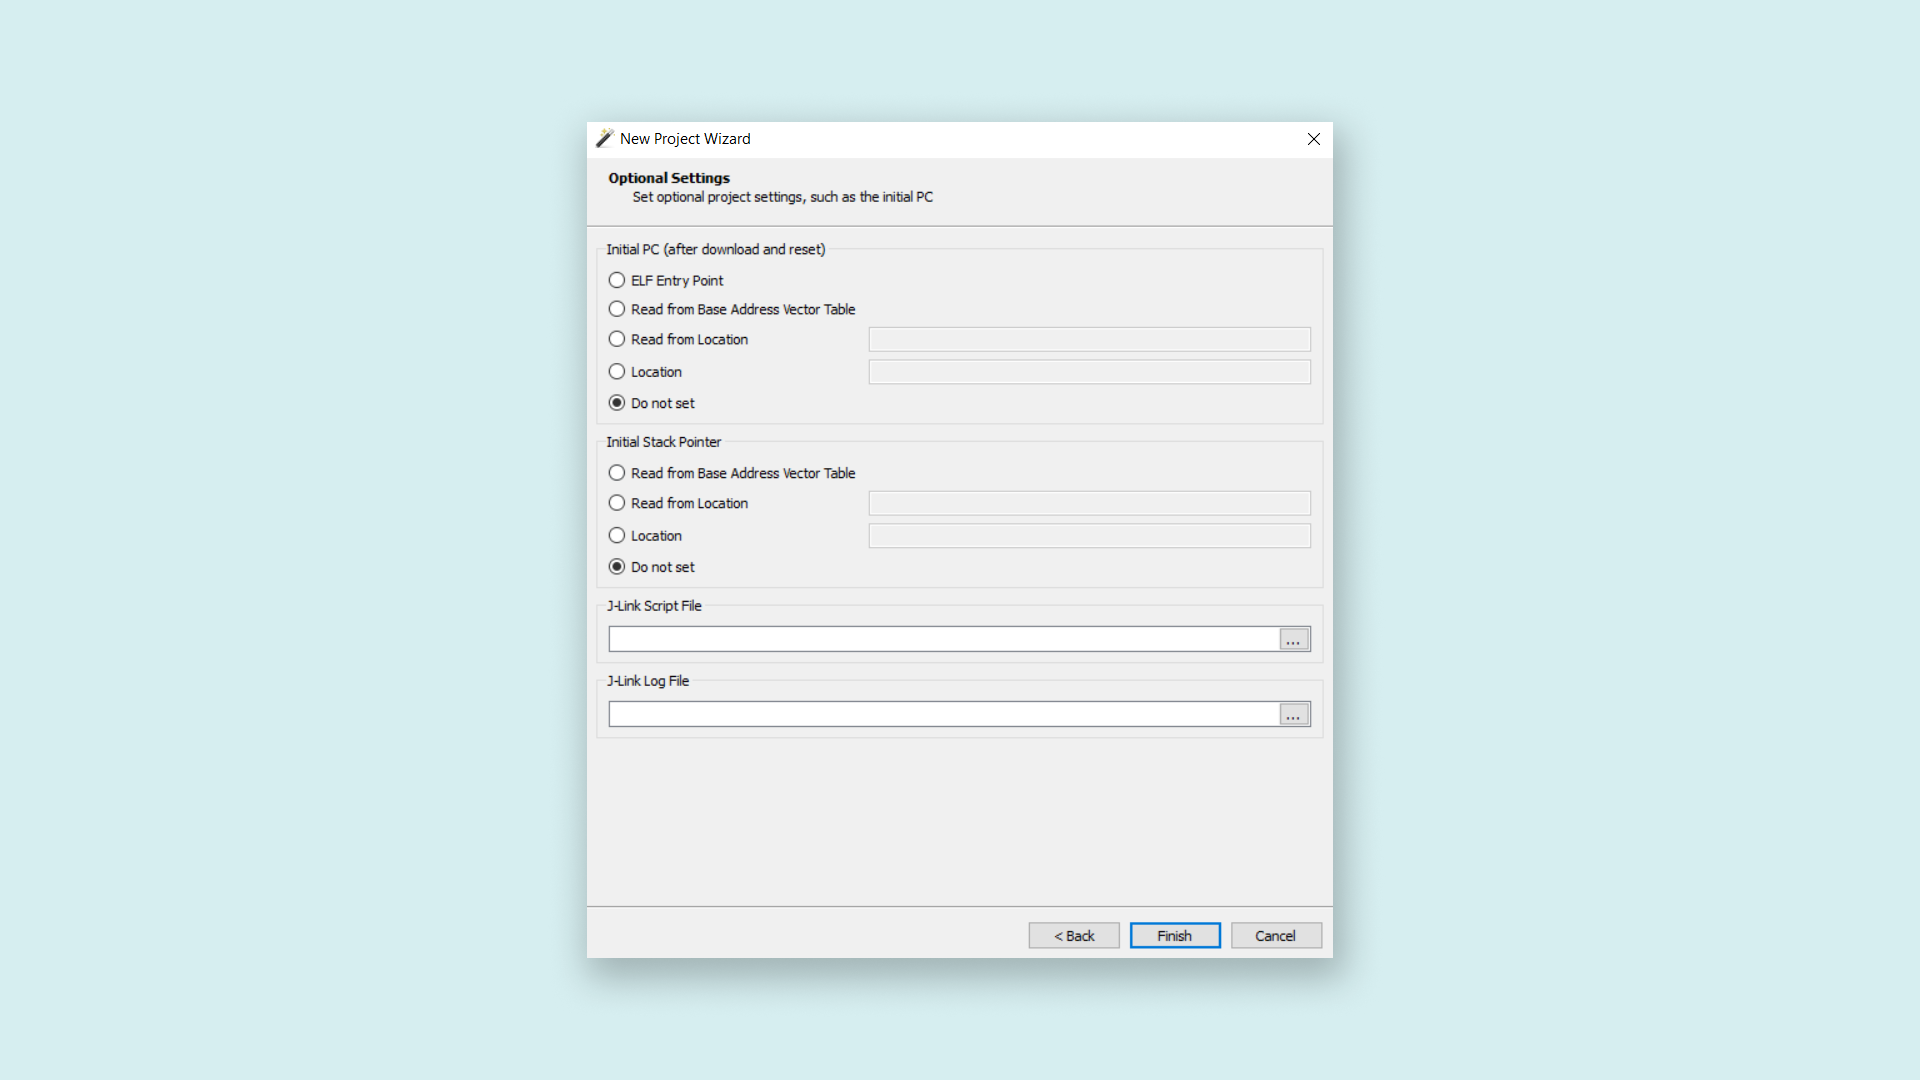 New Project Wizard
Optional Settings
Set optional project settings, such as the initial PC
Initial PC (after download and reset)
ELF Entry Point
Read from Base Address Vector Table
Read from Location
Location
Do not set
Initial Stack Pointer
Read from Base Address Vector Table
Read from Location
Location
Do not set
J-Link Script File
...
J-Link Log File
...
< Back Finish Cancel